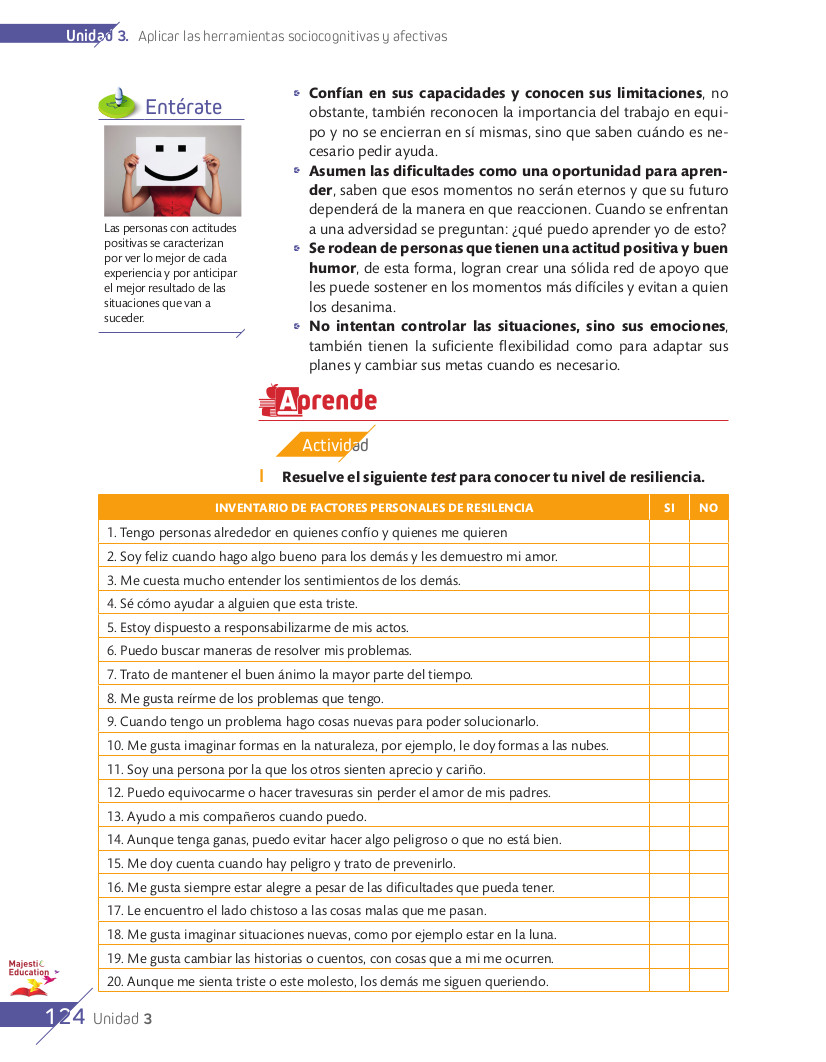 Unidad 3. Aplicar las herramientas sociocognitivas y afectivas
Entérate
Las personas con actitudes
positivas se caracterizan
por ver lo mejor de cada
experiencia y por anticipar
el mejor resultado de las
situaciones que van a
suceder.
Confían en sus capacidades y conocen sus limitaciones, no
obstante, también reconocen la importancia del trabajo en equi-
po y no se encierran en sí mismas, sino que saben cuándo es ne-
cesario pedir ayuda.
Asumen las dificultades como una oportunidad para apren-
der, saben que esos momentos no serán eternos y que su futuro
dependerá de la manera en que reaccionen. Cuando se enfrentan
a una adversidad se preguntan: ¿qué puedo aprender yo de esto?
Se rodean de personas que tienen una actitud positiva y buen
humor, de esta forma, logran crear una sólida red de apoyo que
les puede sostener en los momentos más difíciles y evitan a quien
los desanima.
No intentan controlar las situaciones, sino sus emociones,
también tienen la suficiente flexibilidad como para adaptar sus
planes y cambiar sus metas cuando es necesario.
Aprende
Actividad
I Resuelve el siguiente test para conocer tu nivel de resiliencia.
INVENTARIO DE FACTORES PERSONALES DE RESILENCIA SI NO
1. Tengo personas alrededor en quienes confío y quienes me quieren
2. Soy feliz cuando hago algo bueno para los demás y les demuestro mi amor.
3. Me cuesta mucho entender los sentimientos de los demás.
4. Sé cómo ayudar a alguien que esta triste.
5. Estoy dispuesto a responsabilizarme de mis actos.
6. Puedo buscar maneras de resolver mis problemas.
7. Trato de mantener el buen ánimo la mayor parte del tiempo.
8. Me gusta reírme de los problemas que tengo.
9. Cuando tengo un problema hago cosas nuevas para poder solucionarlo.
10. Me gusta imaginar formas en la naturaleza, por ejemplo, le doy formas a las nubes.
11. Soy una persona por la que los otros sienten aprecio y cariño.
12. Puedo equivocarme o hacer travesuras sin perder el amor de mis padres.
13. Ayudo a mis compañeros cuando puedo.
14. Aunque tenga ganas, puedo evitar hacer algo peligroso o que no está bien.
15. Me doy cuenta cuando hay peligro y trato de prevenirlo.
16. Me gusta siempre estar alegre a pesar de las dificultades que pueda tener.
17. Le encuentro el lado chistoso a las cosas malas que me pasan.
18. Me gusta imaginar situaciones nuevas, como por ejemplo estar en la luna.
19. Me gusta cambiar las historias o cuentos, con cosas que a mi me ocurren.
20. Aunque me sienta triste o este molesto, los demás me siguen queriendo.
Majesti
Education
124 Unidad 3